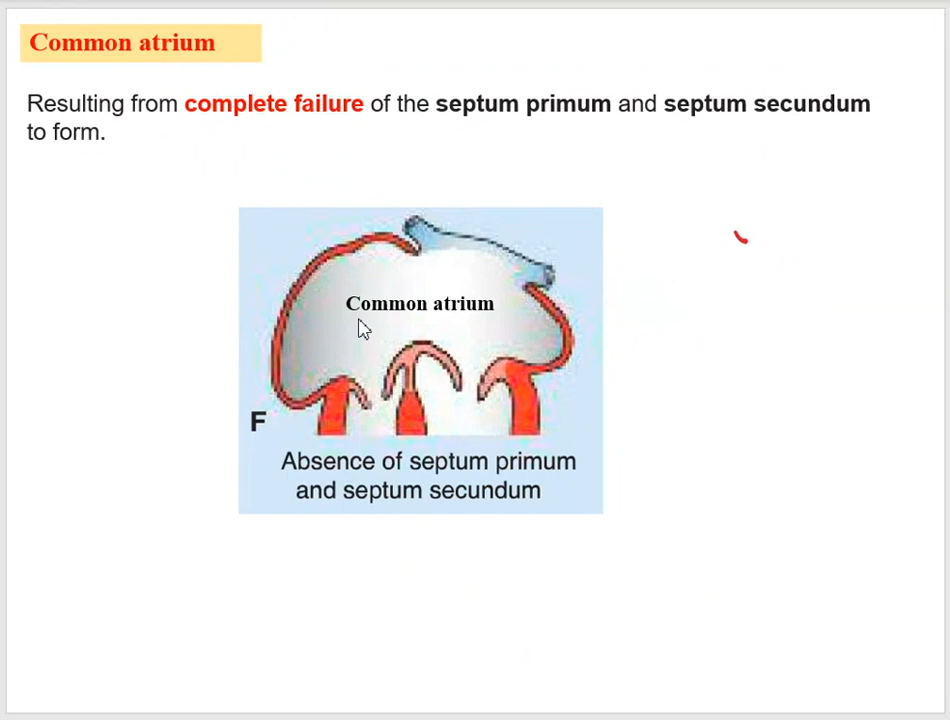 Common atrium
Resulting from complete failure of the septum primum and septum secundum
to form.
Common atrium
F
Absence of septum primum
and septum secundum